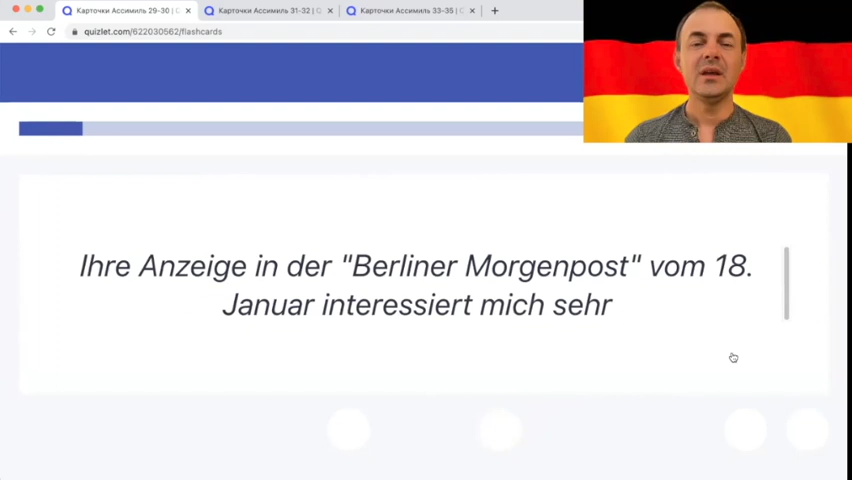 Карточки Ассимиль 29-30 |
Карточки Ассимиль 31-32 |
Карточки Ассимиль 33-35 |
quizlet.com/622030562/flashcards
Ihre Anzeige in der "Berliner Morgenpost" vom 18.
Januar interessiert mich sehr